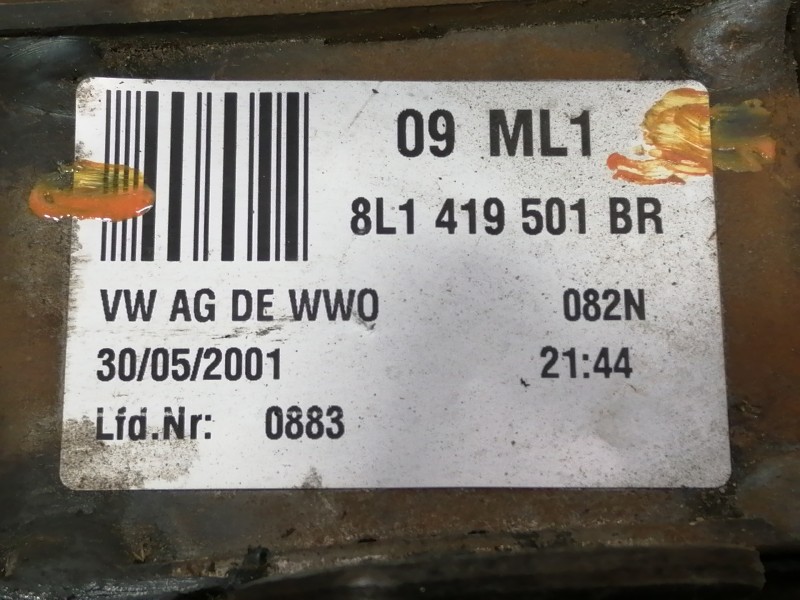 09 ML1
8L1 419 501 BR
VW AG DE WWO 082N
30/05/2001 21:44
Lfd.Nr: 0883